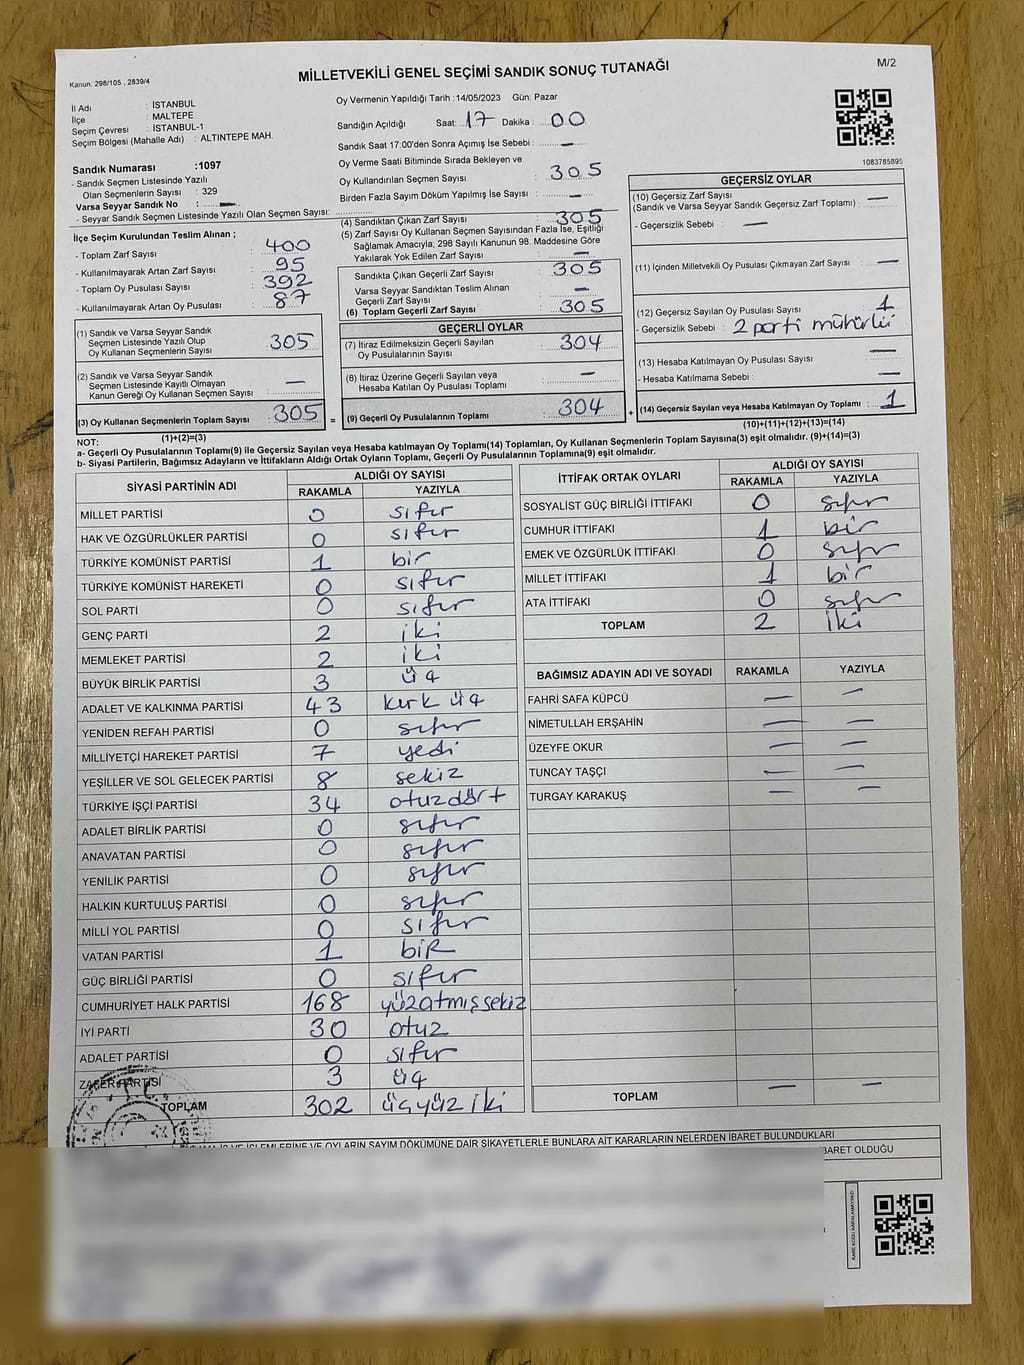 Kanun: 298/105 , 2839/4
MİLLETVEKİLİ GENEL SEÇİMİ SANDIK SONUÇ TUTANAĞI
M/2
İl Adı : İSTANBUL
İlçe : MALTEPE
Seçim Çevresi : İSTANBUL-1
Seçim Bölgesi (Mahalle Adı) : ALTINTEPE MAH.
Sandık Numarası :1097
- Sandık Seçmen Listesinde Yazılı
Olan Seçmenlerin Sayısı : 329
Varsa Seyyar Sandık No : —
- Seyyar Sandık Seçmen Listesinde Yazılı Olan Seçmen Sayısı:
Oy Vermenin Yapıldığı Tarih :14/05/2023 Gün: Pazar
Sandığın Açıldığı Saat: 17 Dakika : 00
Sandık Saat 17:00'den Sonra Açımış İse Sebebi : —
Oy Verme Saati Bitiminde Sırada Bekleyen ve
Oy Kullandırılan Seçmen Sayısı : 305
Birden Fazla Sayım Döküm Yapılmış İse Sayısı : —
1083785895
İlçe Seçim Kurulundan Teslim Alınan ;
- Toplam Zarf Sayısı : 400
- Kullanılmayarak Artan Zarf Sayısı : 95
- Toplam Oy Pusulası Sayısı : 392
- Kullanılmayarak Artan Oy Pusulası : 87
(1) Sandık ve Varsa Seyyar Sandık
Seçmen Listesinde Yazılı Olup
Oy Kullanan Seçmenlerin Sayısı : 305
(2) Sandık ve Varsa Seyyar Sandık
Seçmen Listesinde Kayıtlı Olmayan
Kanun Gereği Oy Kullanan Seçmen Sayısı : —
(3) Oy Kullanan Seçmenlerin Toplam Sayısı : 305
(1)+(2)=(3)
(4) Sandıktan Çıkan Zarf Sayısı : 305
(5) Zarf Sayısı Oy Kullanan Seçmen Sayısından Fazla İse, Eşitliği
Sağlamak Amacıyla; 298 Sayılı Kanunun 98. Maddesine Göre
Yakılarak Yok Edilen Zarf Sayısı : —
Sandıkta Çıkan Geçerli Zarf Sayısı : 305
Varsa Seyyar Sandıktan Teslim Alınan
Geçerli Zarf Sayısı : —
(6) Toplam Geçerli Zarf Sayısı : 305
GEÇERLİ OYLAR
(7) İtiraz Edilmeksizin Geçerli Sayılan
Oy Pusulalarının Sayısı : 304
(8) İtiraz Üzerine Geçerli Sayılan veya
Hesaba Katılan Oy Pusulası Toplamı : —
= (9) Geçerli Oy Pusulalarının Toplamı : 304
GEÇERSİZ OYLAR
(10) Geçersiz Zarf Sayısı
(Sandık ve Varsa Seyyar Sandık Geçersiz Zarf Toplamı) : —
- Geçersizlik Sebebi : —
(11) İçinden Milletvekili Oy Pusulası Çıkmayan Zarf Sayısı : —
(12) Geçersiz Sayılan Oy Pusulası Sayısı : 1
- Geçersizlik Sebebi : 2 parti mühürlü
(13) Hesaba Katılmayan Oy Pusulası Sayısı : —
- Hesaba Katılmama Sebebi : —
+ (14) Geçersiz Sayılan veya Hesaba Katılmayan Oy Toplamı : 1
(10)+(11)+(12)+(13)=(14)
NOT:
a- Geçerli Oy Pusulalarının Toplamı(9) ile Geçersiz Sayılan veya Hesaba katılmayan Oy Toplamı(14) Toplamları, Oy Kullanan Seçmenlerin Toplam Sayısına(3) eşit olmalıdır. (9)+(14)=(3)
b- Siyasi Partilerin, Bağımsız Adayların ve İttifakların Aldığı Ortak Oyların Toplamı, Geçerli Oy Pusulalarının Toplamına(9) eşit olmalıdır.
SİYASİ PARTİNİN ADI ALDIĞI OY SAYISI
RAKAMLA YAZIYLA
MİLLET PARTİSİ 0 sıfır
HAK VE ÖZGÜRLÜKLER PARTİSİ 0 sıfır
TÜRKİYE KOMÜNİST PARTİSİ 1 bir
TÜRKİYE KOMÜNİST HAREKETİ 0 sıfır
SOL PARTİ 0 sıfır
GENÇ PARTİ 2 iki
MEMLEKET PARTİSİ 2 iki
BÜYÜK BİRLİK PARTİSİ 3 üç
ADALET VE KALKINMA PARTİSİ 43 kırk üç
YENİDEN REFAH PARTİSİ 0 sıfır
MİLLİYETÇİ HAREKET PARTİSİ 7 yedi
YEŞİLLER VE SOL GELECEK PARTİSİ 8 sekiz
TÜRKİYE İŞÇİ PARTİSİ 34 otuzdört
ADALET BİRLİK PARTİSİ 0 sıfır
ANAVATAN PARTİSİ 0 sıfır
YENİLİK PARTİSİ 0 sıfır
HALKIN KURTULUŞ PARTİSİ 0 sıfır
MİLLİ YOL PARTİSİ 0 sıfır
VATAN PARTİSİ 1 biR
GÜÇ BİRLİĞİ PARTİSİ 0 sıfır
CUMHURİYET HALK PARTİSİ 168 yüzatmışsekiz
İYİ PARTİ 30 otuz
ADALET PARTİSİ 0 sıfır
ZAFER PARTİSİ 3 üç
TOPLAM 302 üçyüz iki
İTTİFAK ORTAK OYLARI ALDIĞI OY SAYISI
RAKAMLA YAZIYLA
SOSYALİST GÜÇ BİRLİĞİ İTTİFAKI 0 sıfır
CUMHUR İTTİFAKI 1 bir
EMEK VE ÖZGÜRLÜK İTTİFAKI 0 sıfır
MİLLET İTTİFAKI 1 bir
ATA İTTİFAKI 0 sıfır
TOPLAM 2 iki
BAĞIMSIZ ADAYIN ADI VE SOYADI RAKAMLA YAZIYLA
FAHRİ SAFA KÜPCÜ — —
NİMETULLAH ERŞAHİN — —
ÜZEYFE OKUR — —
TUNCAY TAŞÇI — —
TURGAY KARAKUŞ — —
TOPLAM — —
T.C.
VE İŞLEMLERİNE VE OYLARIN SAYIM DÖKÜMÜNE DAİR ŞİKAYETLERLE BUNLARA AİT KARARLARIN NELERDEN İBARET BULUNDUKLARI
İBARET OLDUĞU
KARE KODU KARALAMAYINIZ!